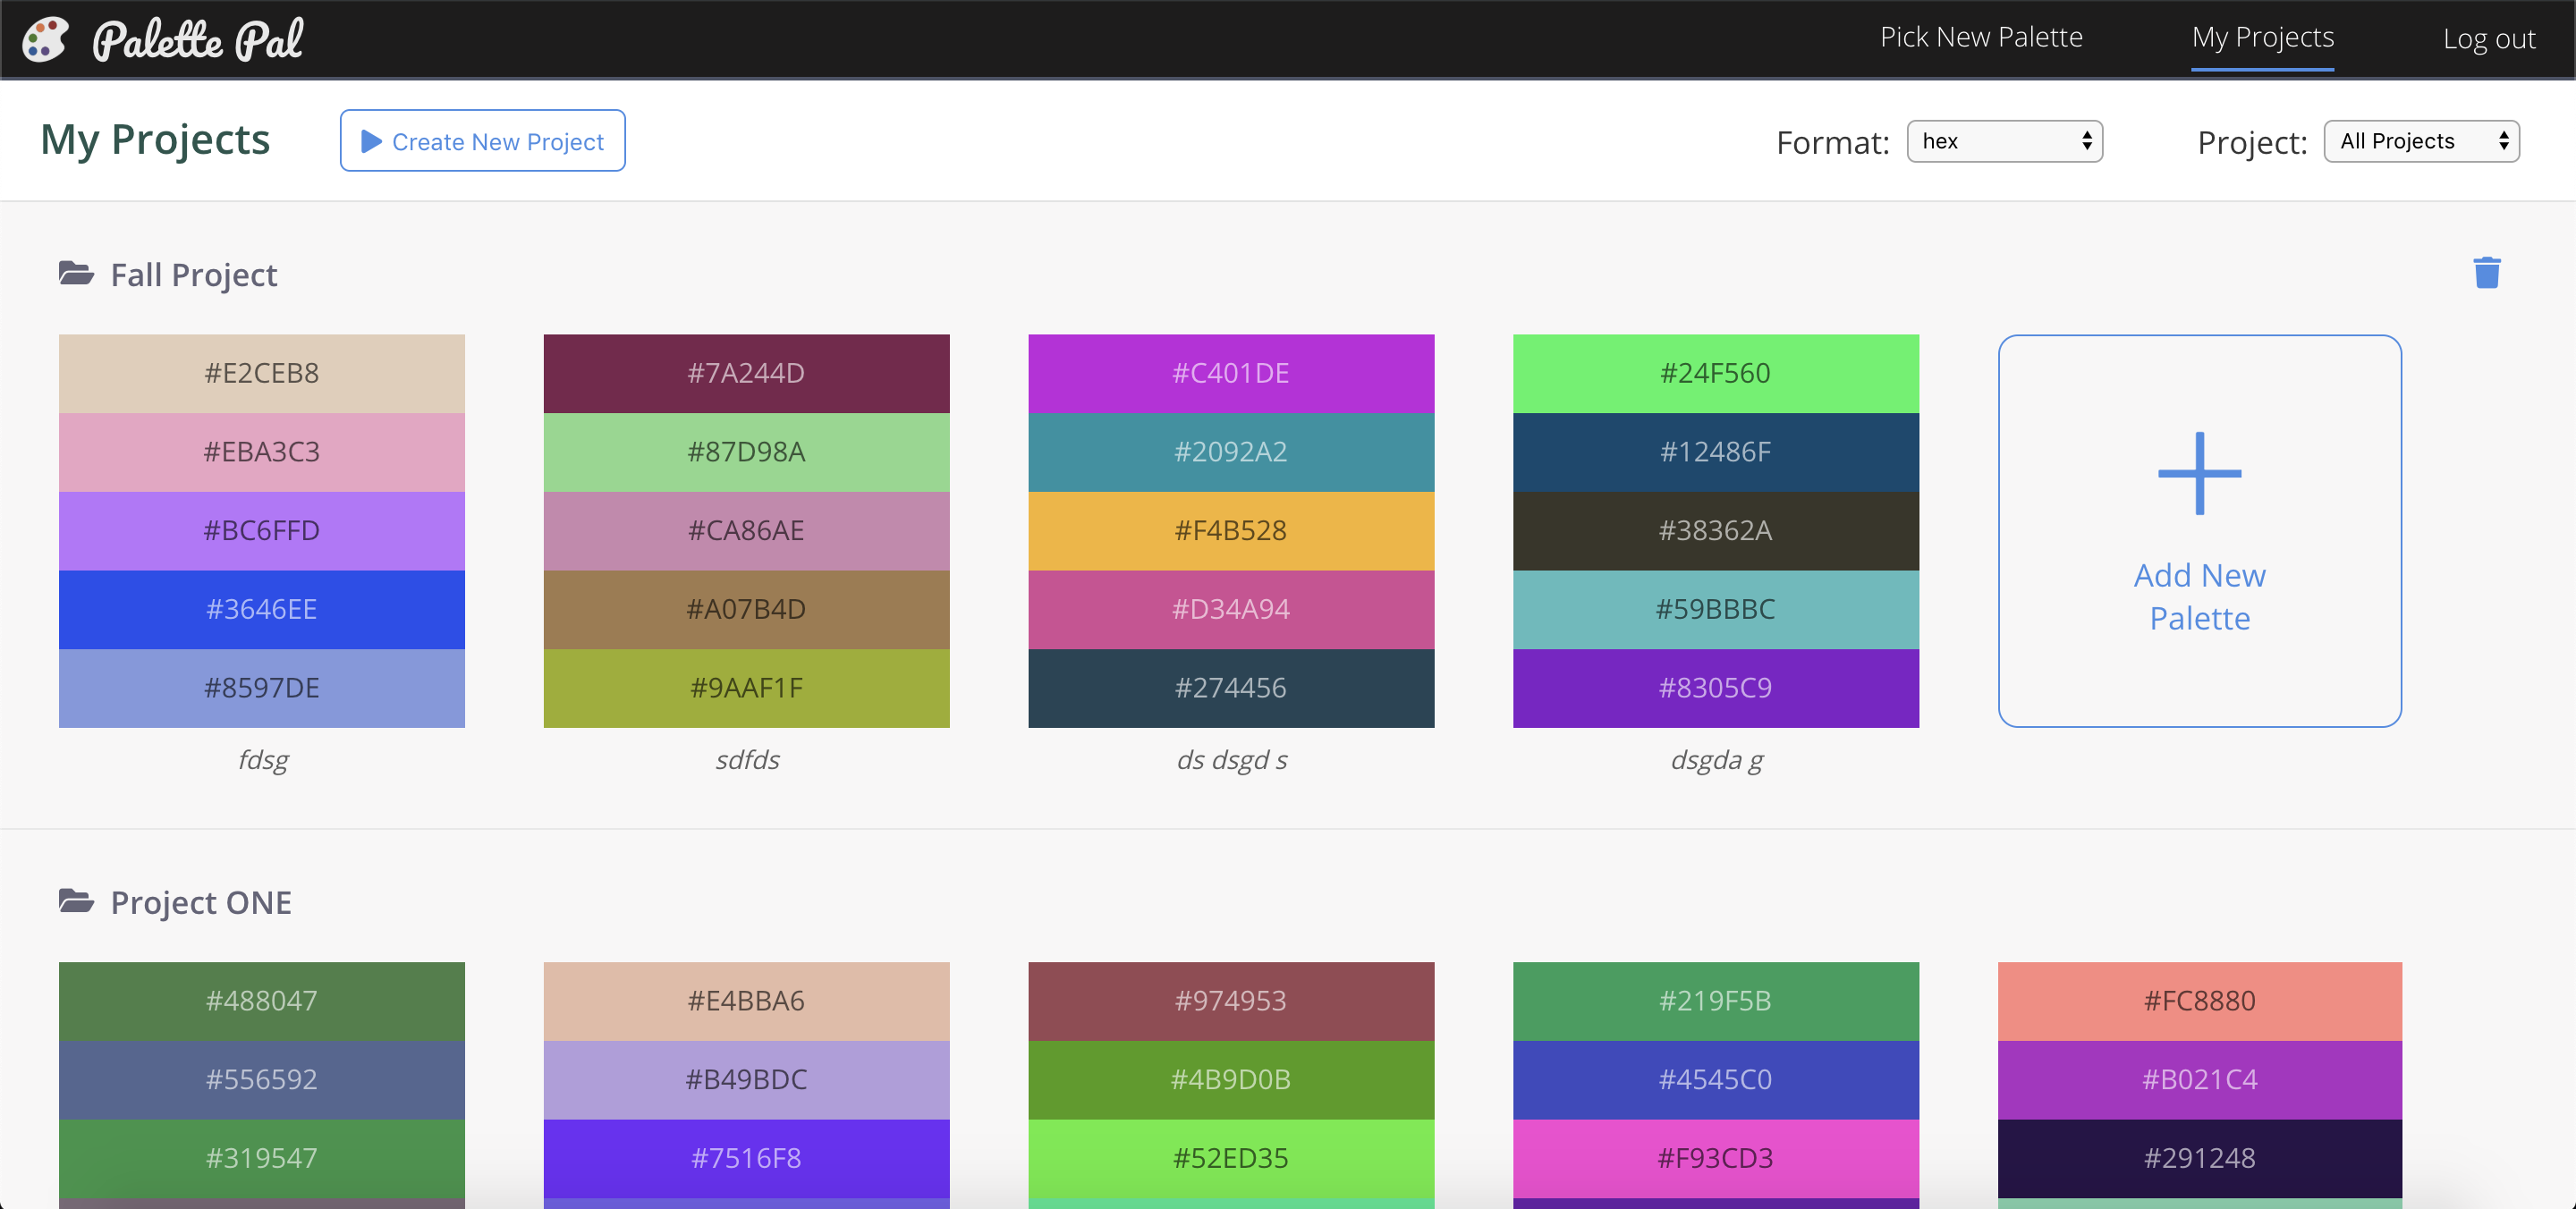 Palette Pal
Pick New Palette
My Projects
Log out
My Projects
Create New Project
Format:
hex
Project:
All Projects
Fall Project
#E2CEB8
#EBA3C3
#BC6FFD
#3646EE
#8597DE
fdsg
#7A244D
#87D98A
#CA86AE
#A07B4D
#9AAF1F
sdfds
#C401DE
#2092A2
#F4B528
#D34A94
#274456
ds dsgd s
#24F560
#12486F
#38362A
#59BBBC
#8305C9
dsgda g
Add New
Palette
Project ONE
#488047
#556592
#319547
#E4BBA6
#B49BDC
#7516F8
#974953
#4B9D0B
#52ED35
#219F5B
#4545C0
#F93CD3
#FC8880
#B021C4
#291248